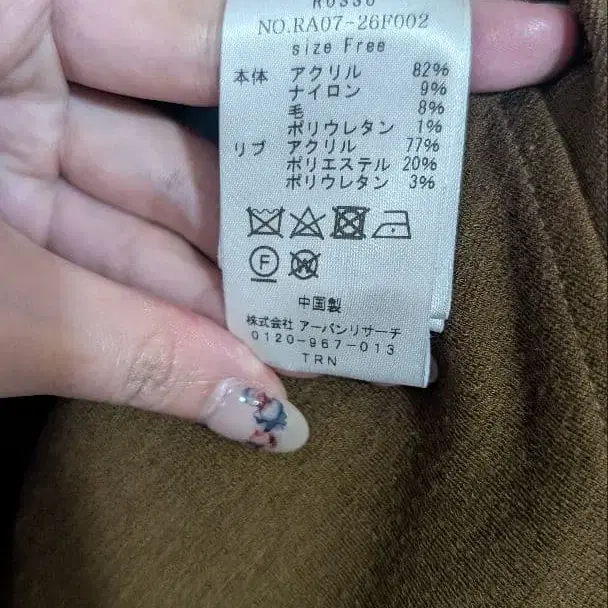 Rosso
NO.RA07-26F002
size Free
本体 アクリル 82%
ナイロン 9%
毛 8%
ポリウレタン 1%
リブ アクリル 77%
ポリエステル 20%
ポリウレタン 3%
F W
中国製
株式会社 アーバンリサーチ
0120-967-013
TRN